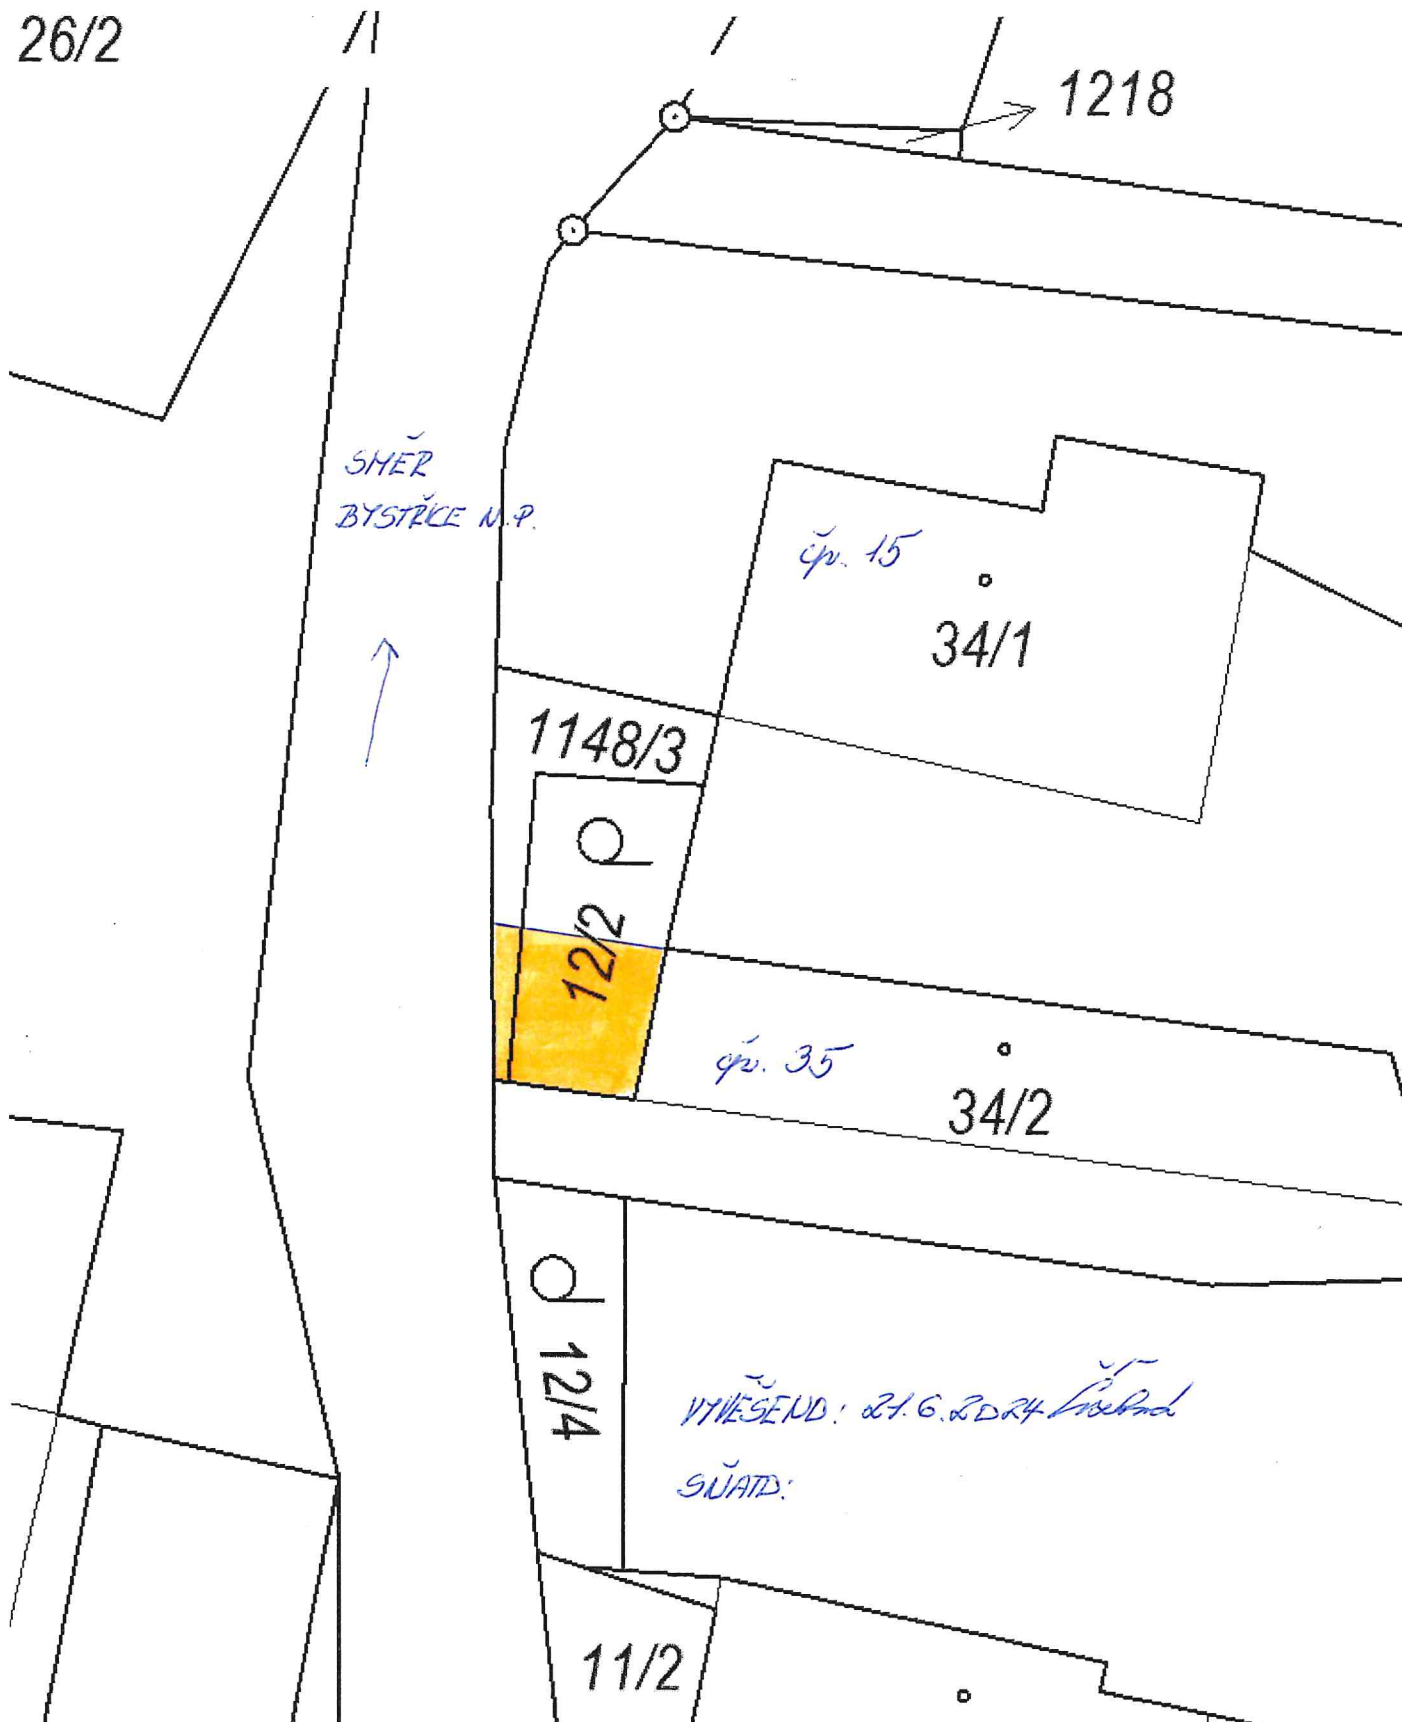 26/2
1218
SMĚR
BYSTŘICE N.P.
čp. 15
34/1
1148/3
12/2
čp. 35
34/2
12/4
VYVĚŠENO: 21.6.2024
SŇATO:
11/2